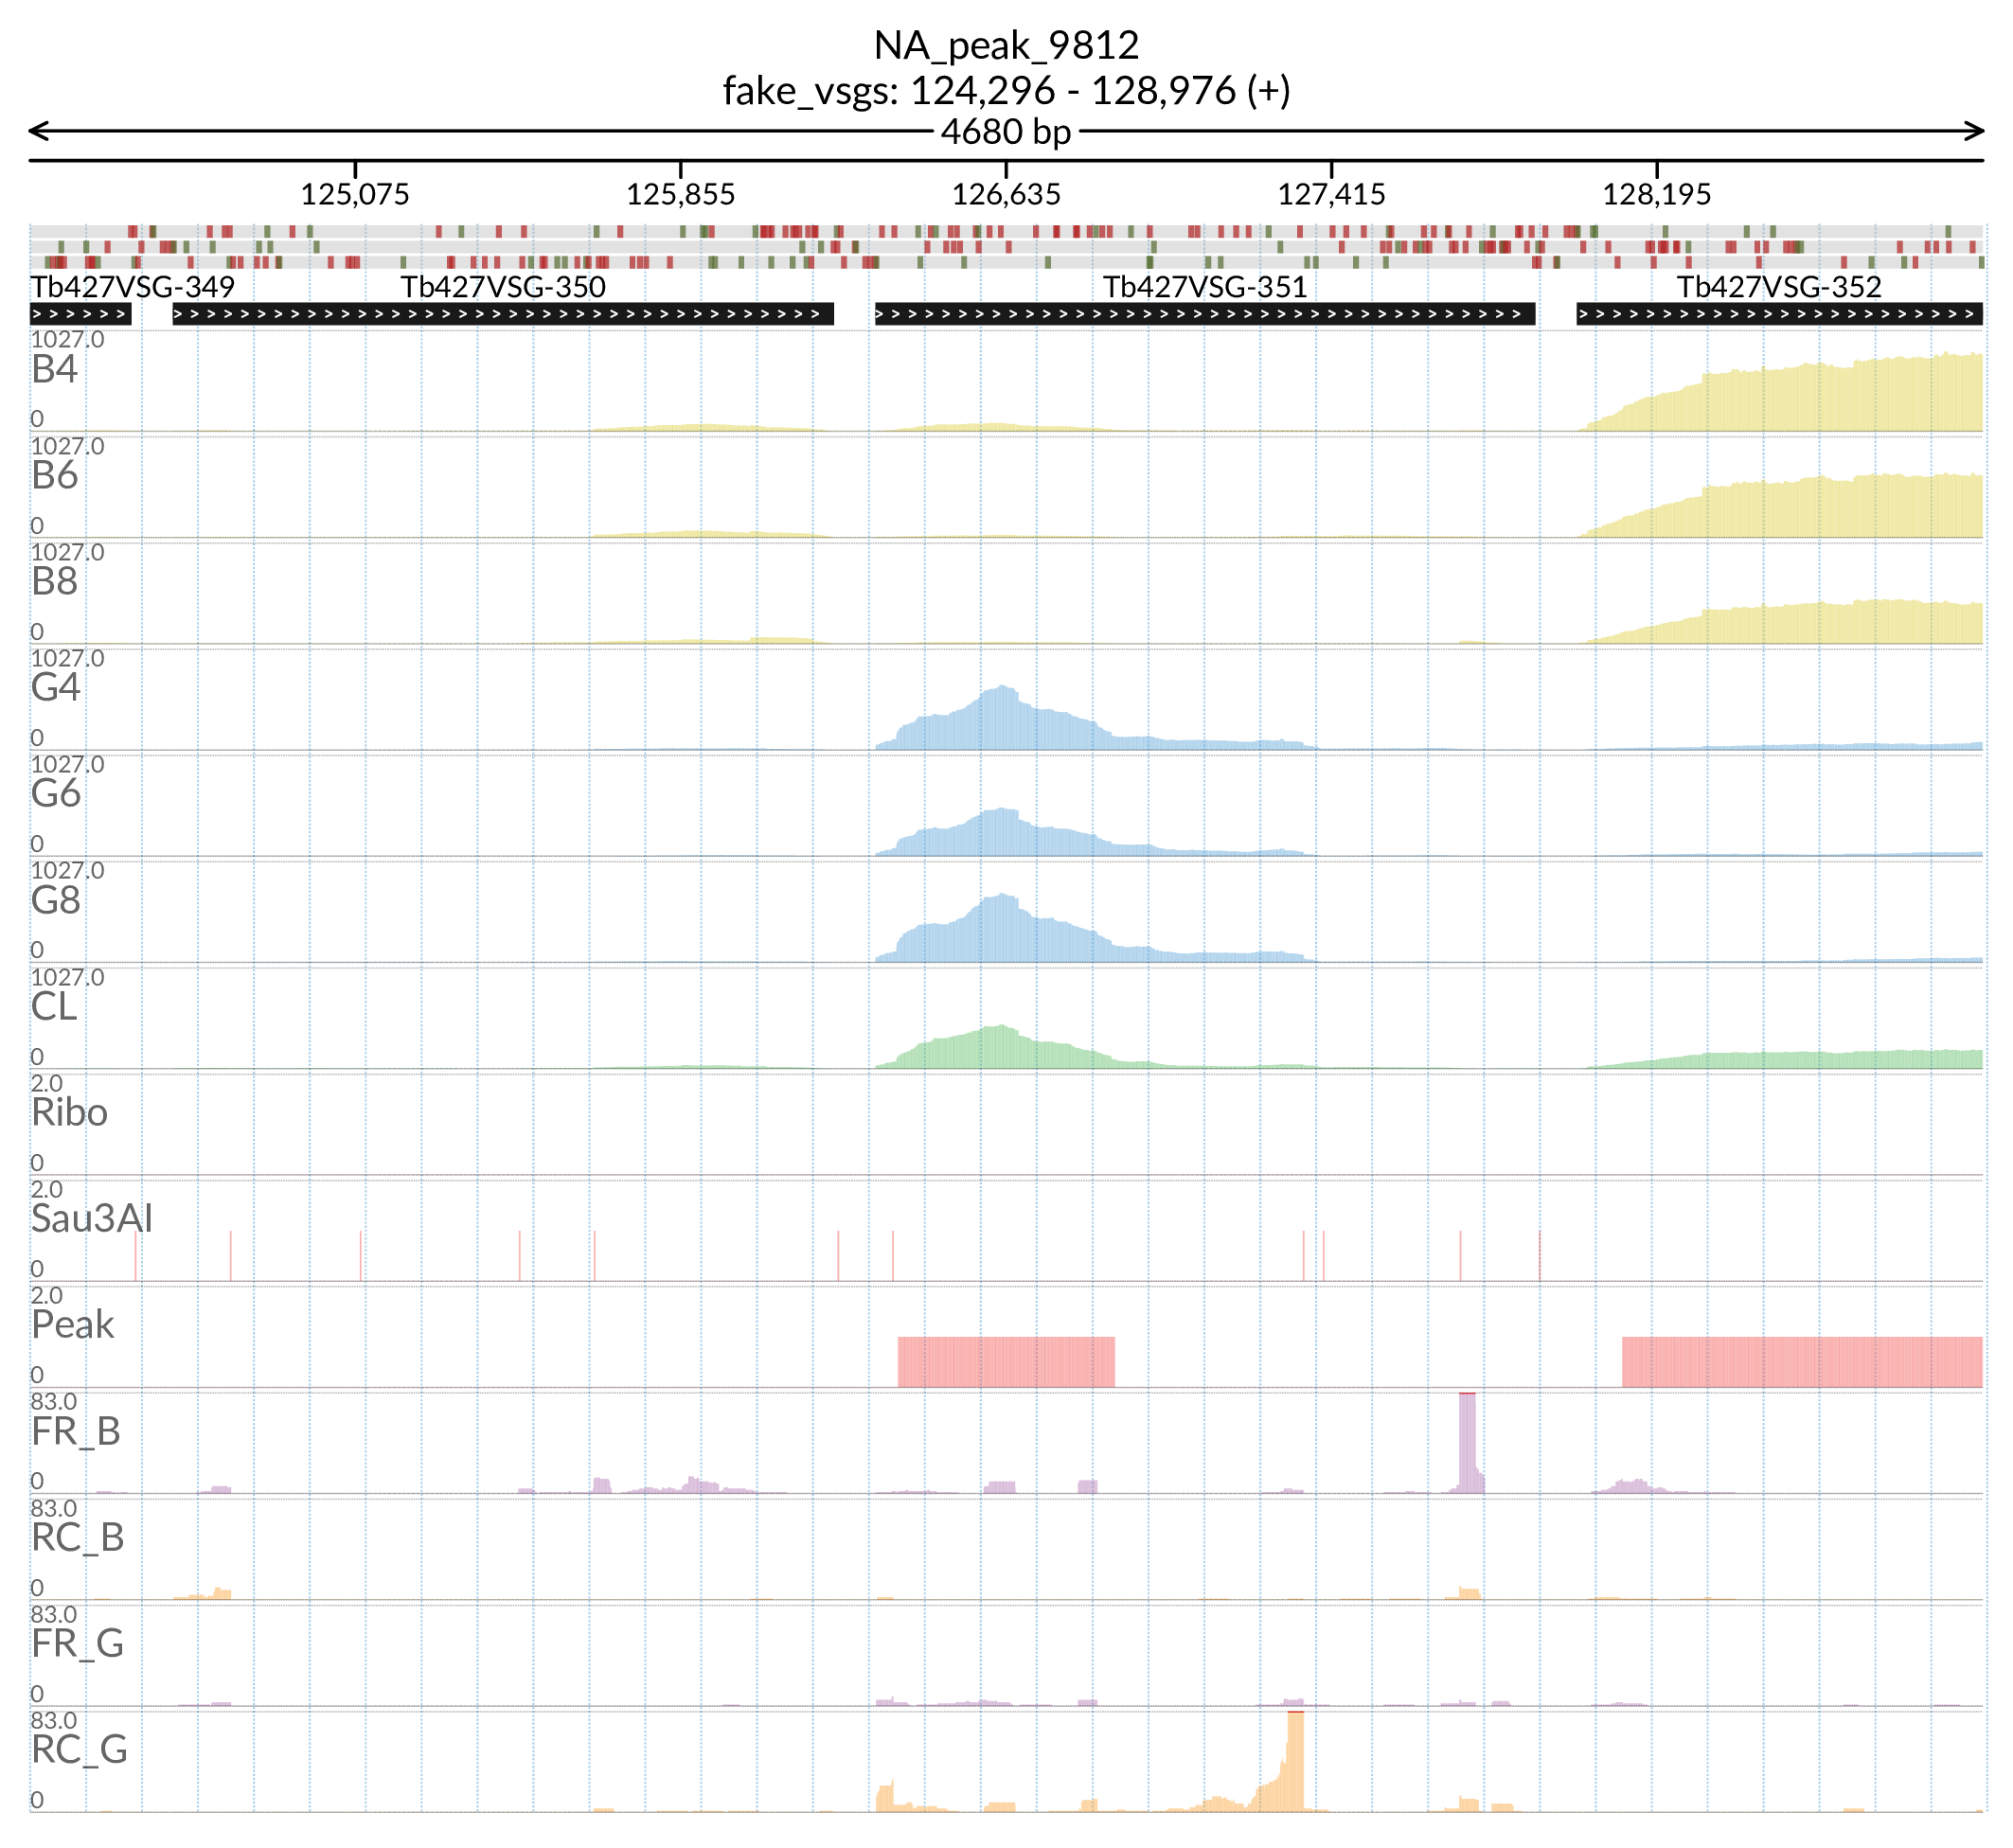 NA_peak_9812
fake_vsgs: 124,296 - 128,976 (+)
4680 bp
125,075 125,855 126,635 127,415 128,195
Tb427VSG-349 Tb427VSG-350 Tb427VSG-351 Tb427VSG-352
1027.0
B4
0
1027.0
B6
0
1027.0
B8
0
1027.0
G4
0
1027.0
G6
0
1027.0
G8
0
1027.0
CL
0
2.0
Ribo
0
2.0
Sau3AI
0
2.0
Peak
0
83.0
FR_B
0
83.0
RC_B
0
83.0
FR_G
0
83.0
RC_G
0